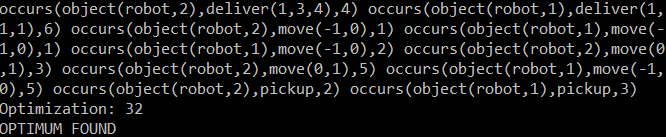 occurs(object(robot,2),deliver(1,3,4),4) occurs(object(robot,1),deliver(1,
1,1),6) occurs(object(robot,2),move(-1,0),1) occurs(object(robot,1),move(-
1,0),1) occurs(object(robot,1),move(-1,0),2) occurs(object(robot,2),move(0
,1),3) occurs(object(robot,2),move(0,1),5) occurs(object(robot,1),move(-1,
0),5) occurs(object(robot,2),pickup,2) occurs(object(robot,1),pickup,3)
Optimization: 32
OPTIMUM FOUND